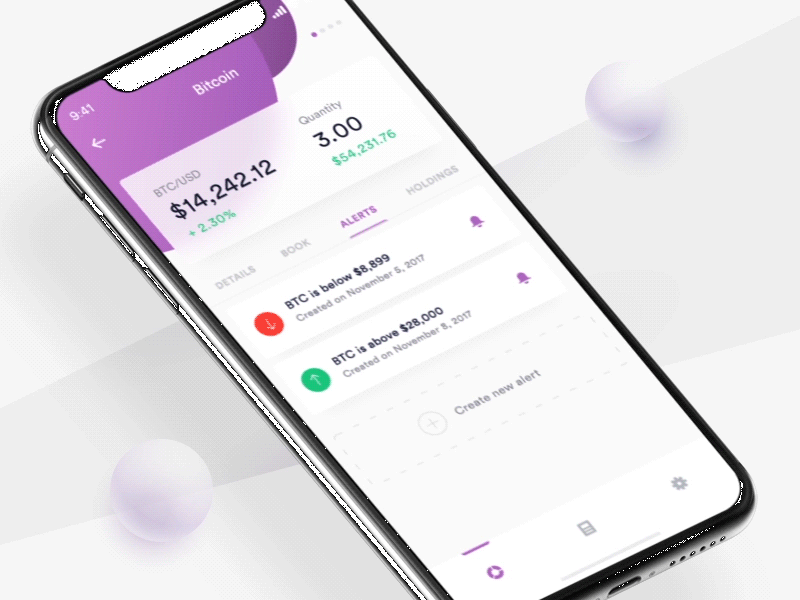 9:41
Bitcoin
BTC/USD
$14,242.12
+ 2.30%
Quantity
3.00
$54,231.76
DETAILS
BOOK
ALERTS
HOLDINGS
BTC is below $8,899
Created on November 5, 2017
BTC is above $28,000
Created on November 8, 2017
Create new alert